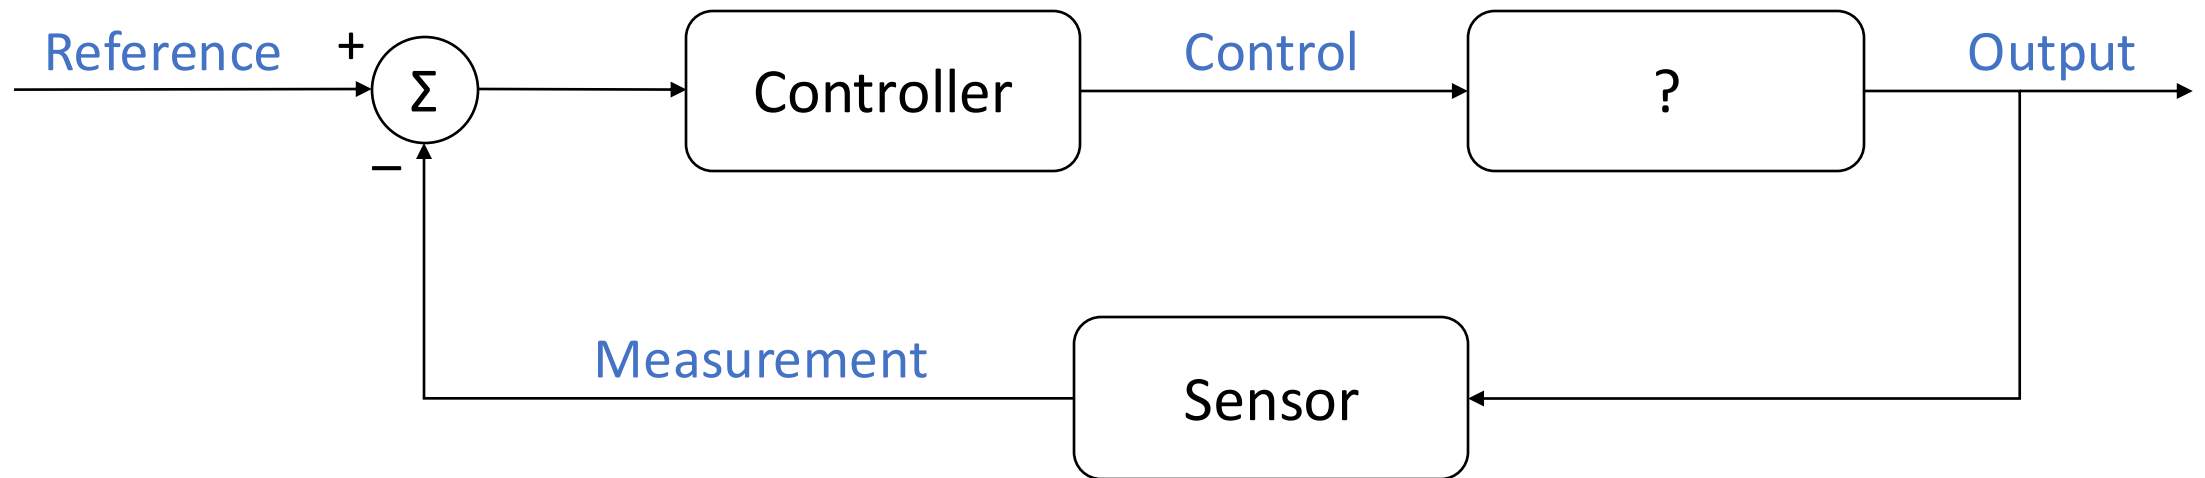 Reference
+
Σ
−
Controller
Control
?
Output
Measurement
Sensor